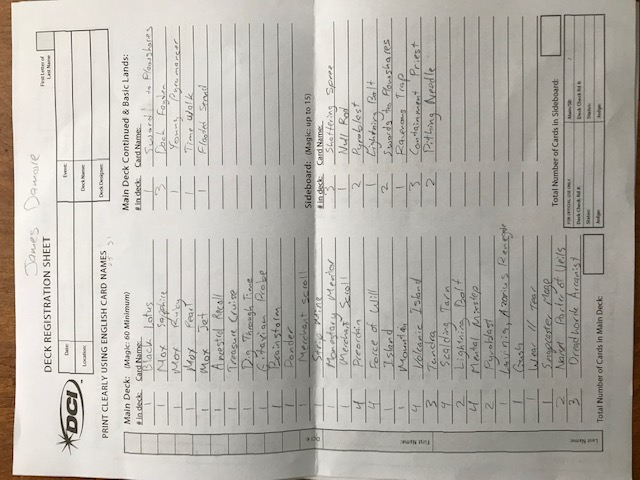 James Damore
DECK REGISTRATION SHEET
First Letter of
Last Name
DCI
Date:
Event:
Location:
Deck Name:
Deck Designer:
PRINT CLEARLY USING ENGLISH CARD NAMES
Main Deck: (Magic: 60 Minimum)
# in deck: Card Name:
1 Black Lotus
1 Mox Sapphire
1 Mox Ruby
1 Mox Pearl
1 Mox Jet
1 Ancestral Recall
1 Treasure Cruise
1 Dig Through Time
1 Gitaxian Probe
1 Brainstorm
1 Ponder
1 Merchant scroll
1 Strip Mine
1 Monastary Mentor
1 Merchant Scroll
4 Preordain
4 Force of Will
1 Island
1 Mountain
4 Volcanic Island
3 Tundra
4 Scalding Tarn
2 Lightning Bolt
4 Mental Misstep
2 Pyroblast
1 Lavinia, Azorius Renegade
1 Gush
1 Wear // Tear
1 Snapcaster Mage
2 Narset Parter of Veils
3 Dreadhorde Arcanist
Total Number of Cards in Main Deck:
Main Deck Continued & Basic Lands:
# in deck: Card Name:
1 Swords to Plowshares
3 Dack Fayden
1 Young Pyromancer
1 Time Walk
1 Flooded Strand
Sideboard: (Magic: up to 15)
# in deck: Card Name:
3 Shattering Spree
1 Null Rod
2 Pyroblast
1 Lightning Bolt
2 Swords to Plowshares
1 Ravenous Trap
3 Containment Priest
2 Pithing Needle
Total Number of Cards in Sideboard:
FOR OFFICIAL USE ONLY
Main/SB: /
Deck Check Rd #:
Deck Check Rd #:
Status:
Status:
Judge:
Judge:
DCI #:
First Name:
Last Name: